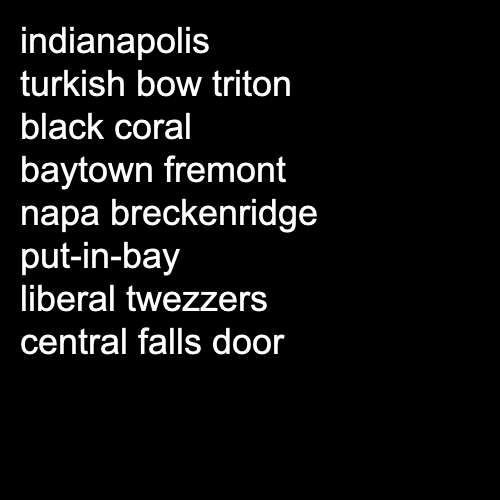 indianapolis
turkish bow triton
black coral
baytown fremont
napa breckenridge
put-in-bay
liberal twezzers
central falls door